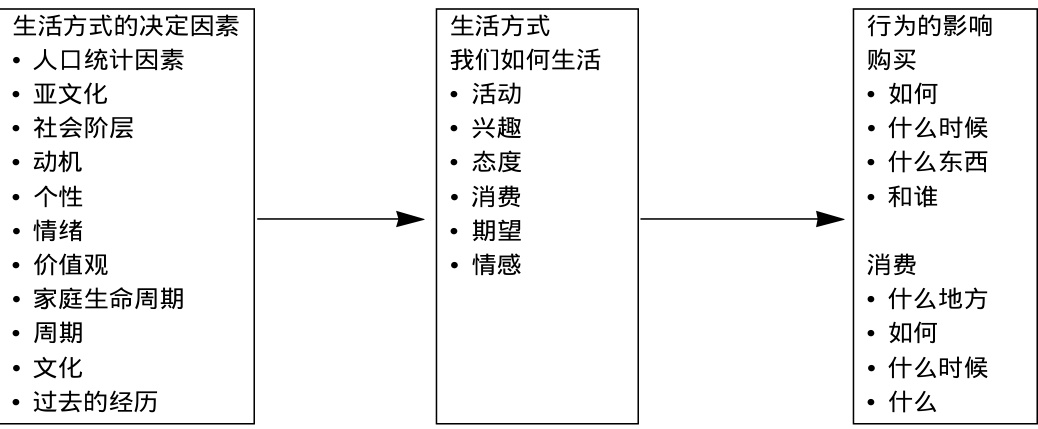 生活方式的决定因素
• 人口统计因素
• 亚文化
• 社会阶层
• 动机
• 个性
• 情绪
• 价值观
• 家庭生命周期
• 周期
• 文化
• 过去的经历
生活方式
我们如何生活
• 活动
• 兴趣
• 态度
• 消费
• 期望
• 情感
行为的影响
购买
• 如何
• 什么时候
• 什么东西
• 和谁
消费
• 什么地方
• 如何
• 什么时候
• 什么